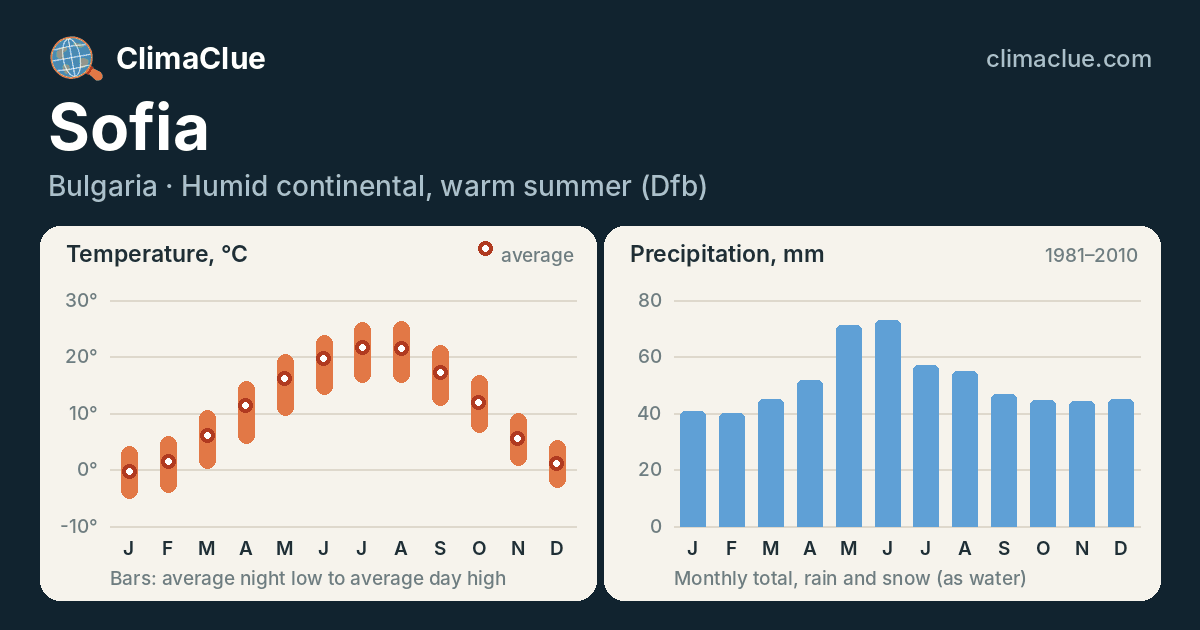 ClimaClue
climaclue.com
Sofia
Bulgaria · Humid continental, warm summer (Dfb)
Temperature, °C
average
30°
20°
10°
0°
-10°
J F M A M J J A S O N D
Bars: average night low to average day high
Precipitation, mm
1981–2010
80
60
40
20
0
J F M A M J J A S O N D
Monthly total, rain and snow (as water)